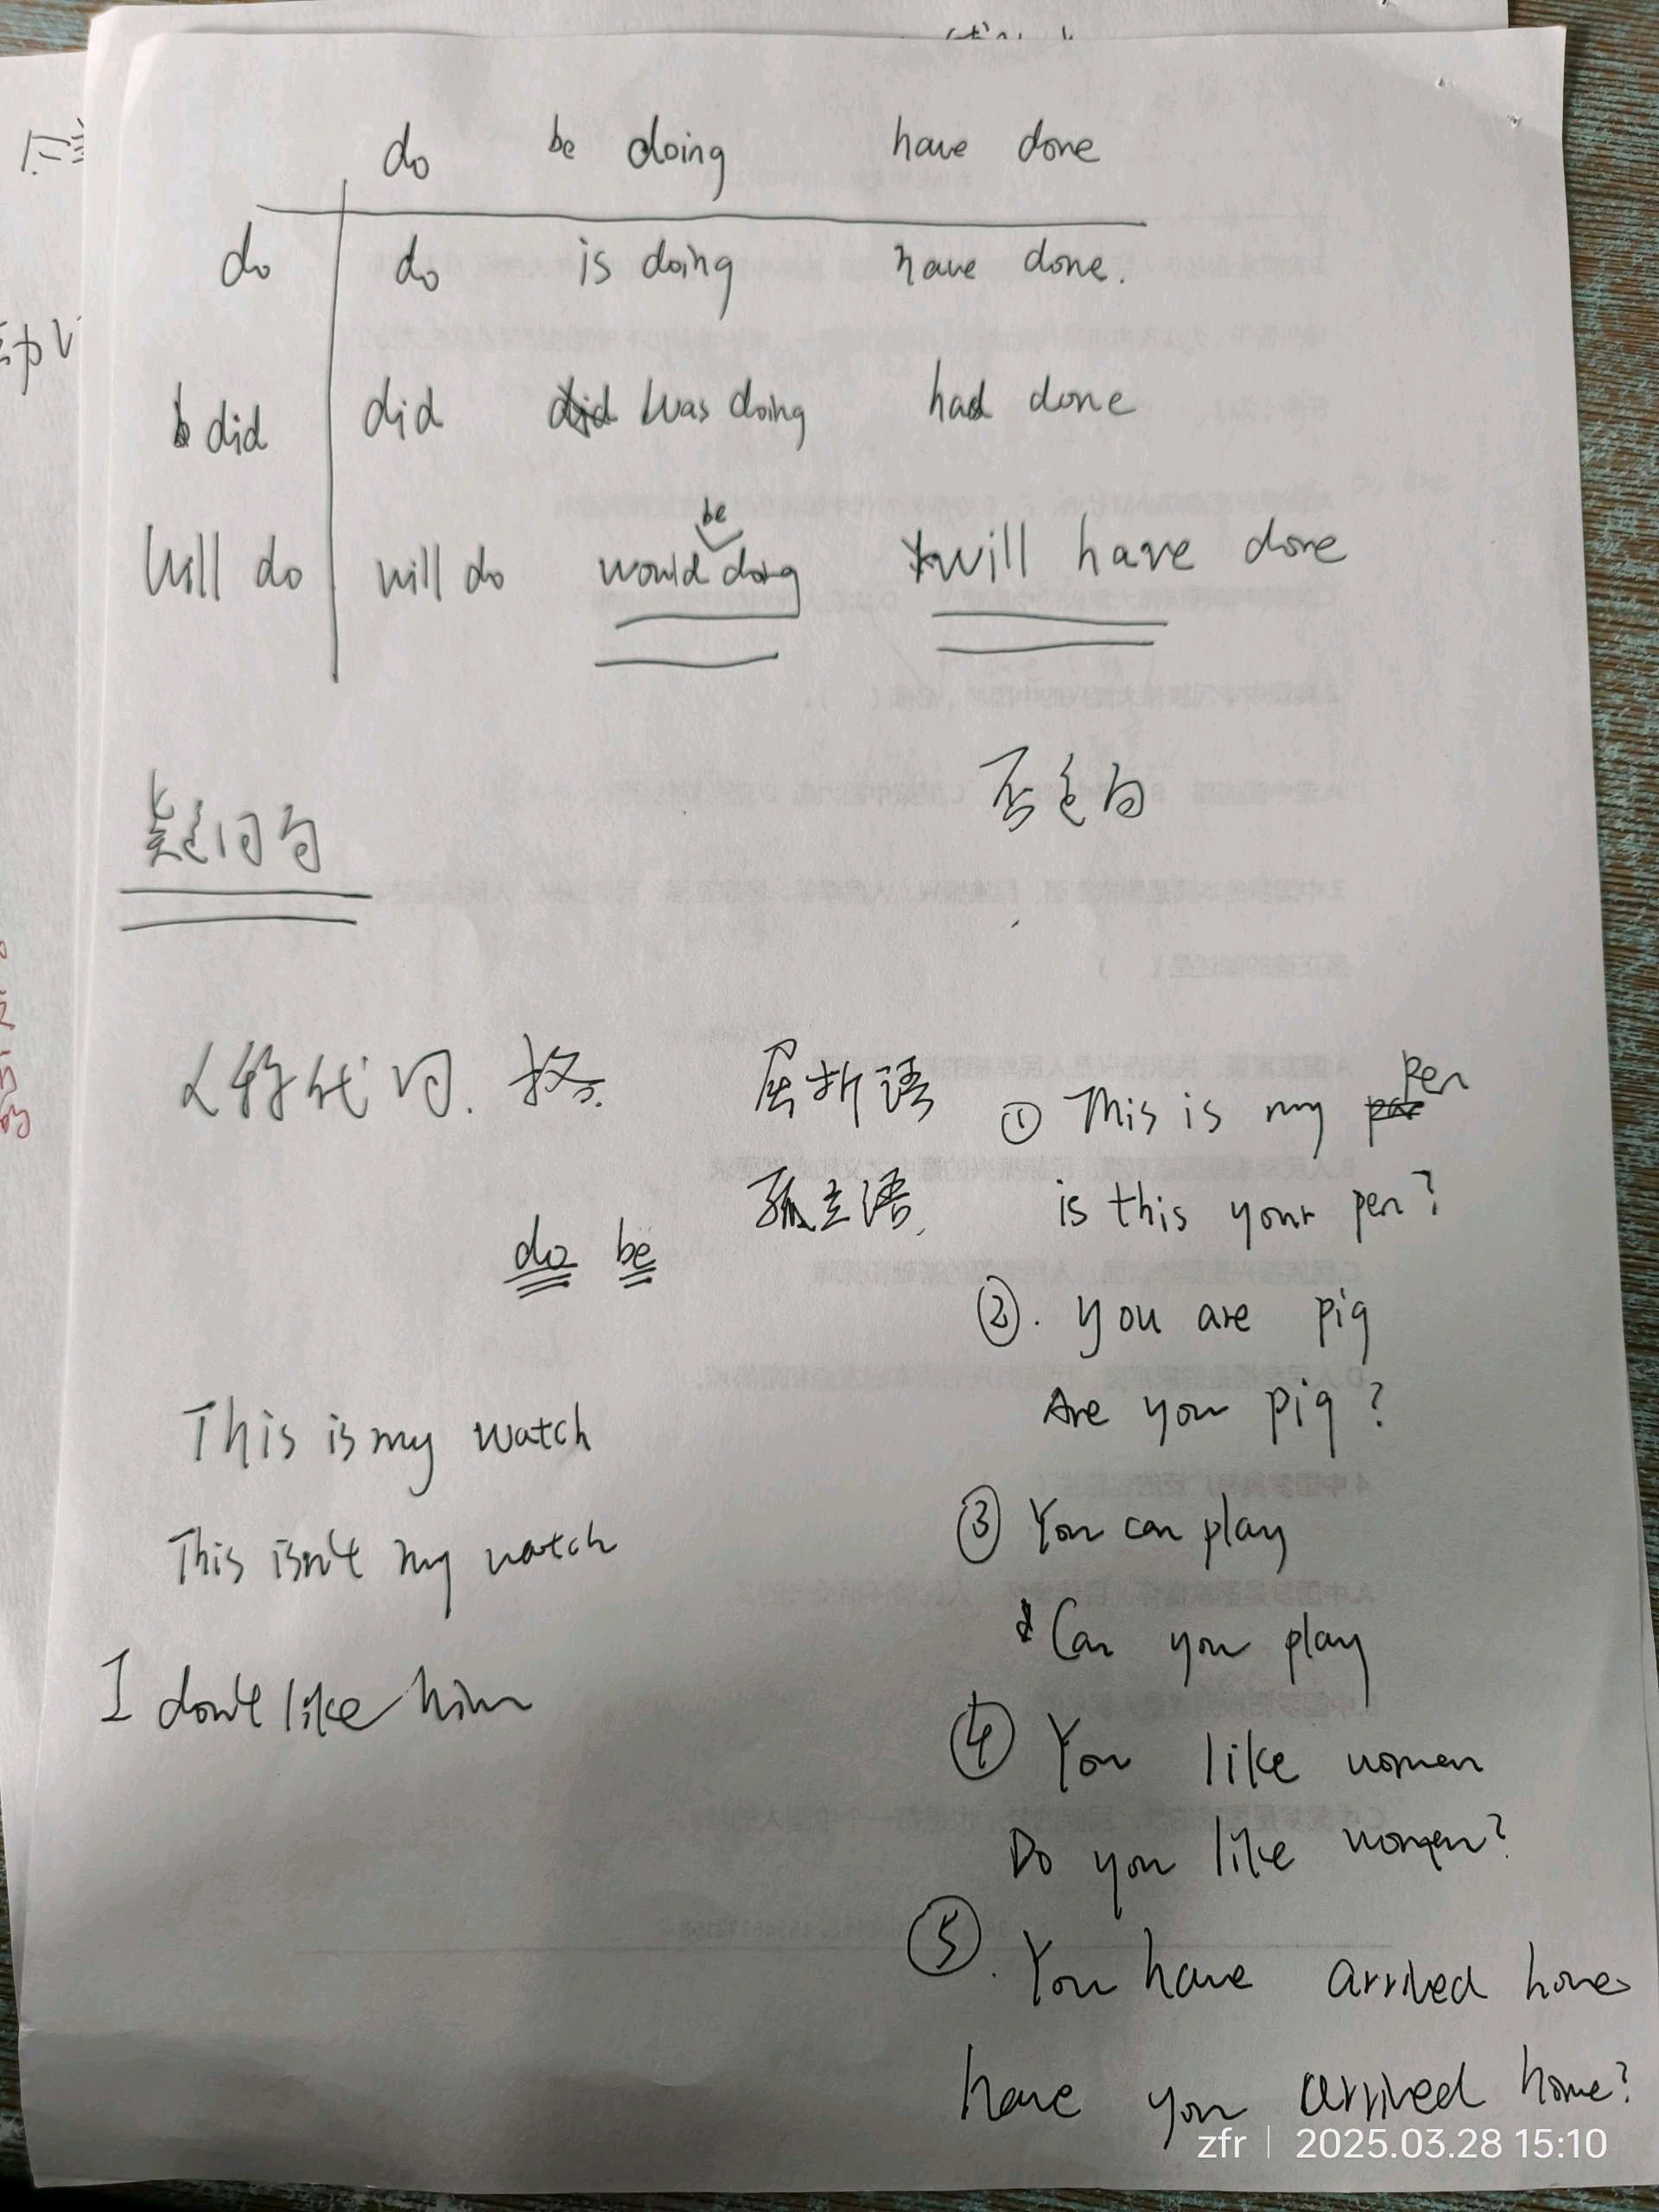 do be doing have done
do do is doing have done.
did did did was doing had done
will do will do would be doing will have done
否定句
疑问句
人称代词. 格.
屈折语
孤立语.
do be
This is my watch
This isn't my watch
I don't like him
① This is my pen
is this your pen?
②. you are pig
Are you pig?
③ You can play
Can you play
④ You like women
Do you like women?
⑤. You have arrived home
have you arrived home?
zfr | 2025.03.28 15:10